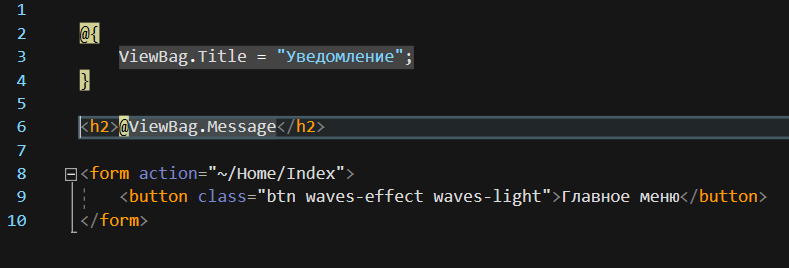 1
2 @{
3 ViewBag.Title = "Уведомление";
4 }
5
6 <h2>@ViewBag.Message</h2>
7
8 <form action="~/Home/Index">
9 <button class="btn waves-effect waves-light">Главное меню</button>
10 </form>